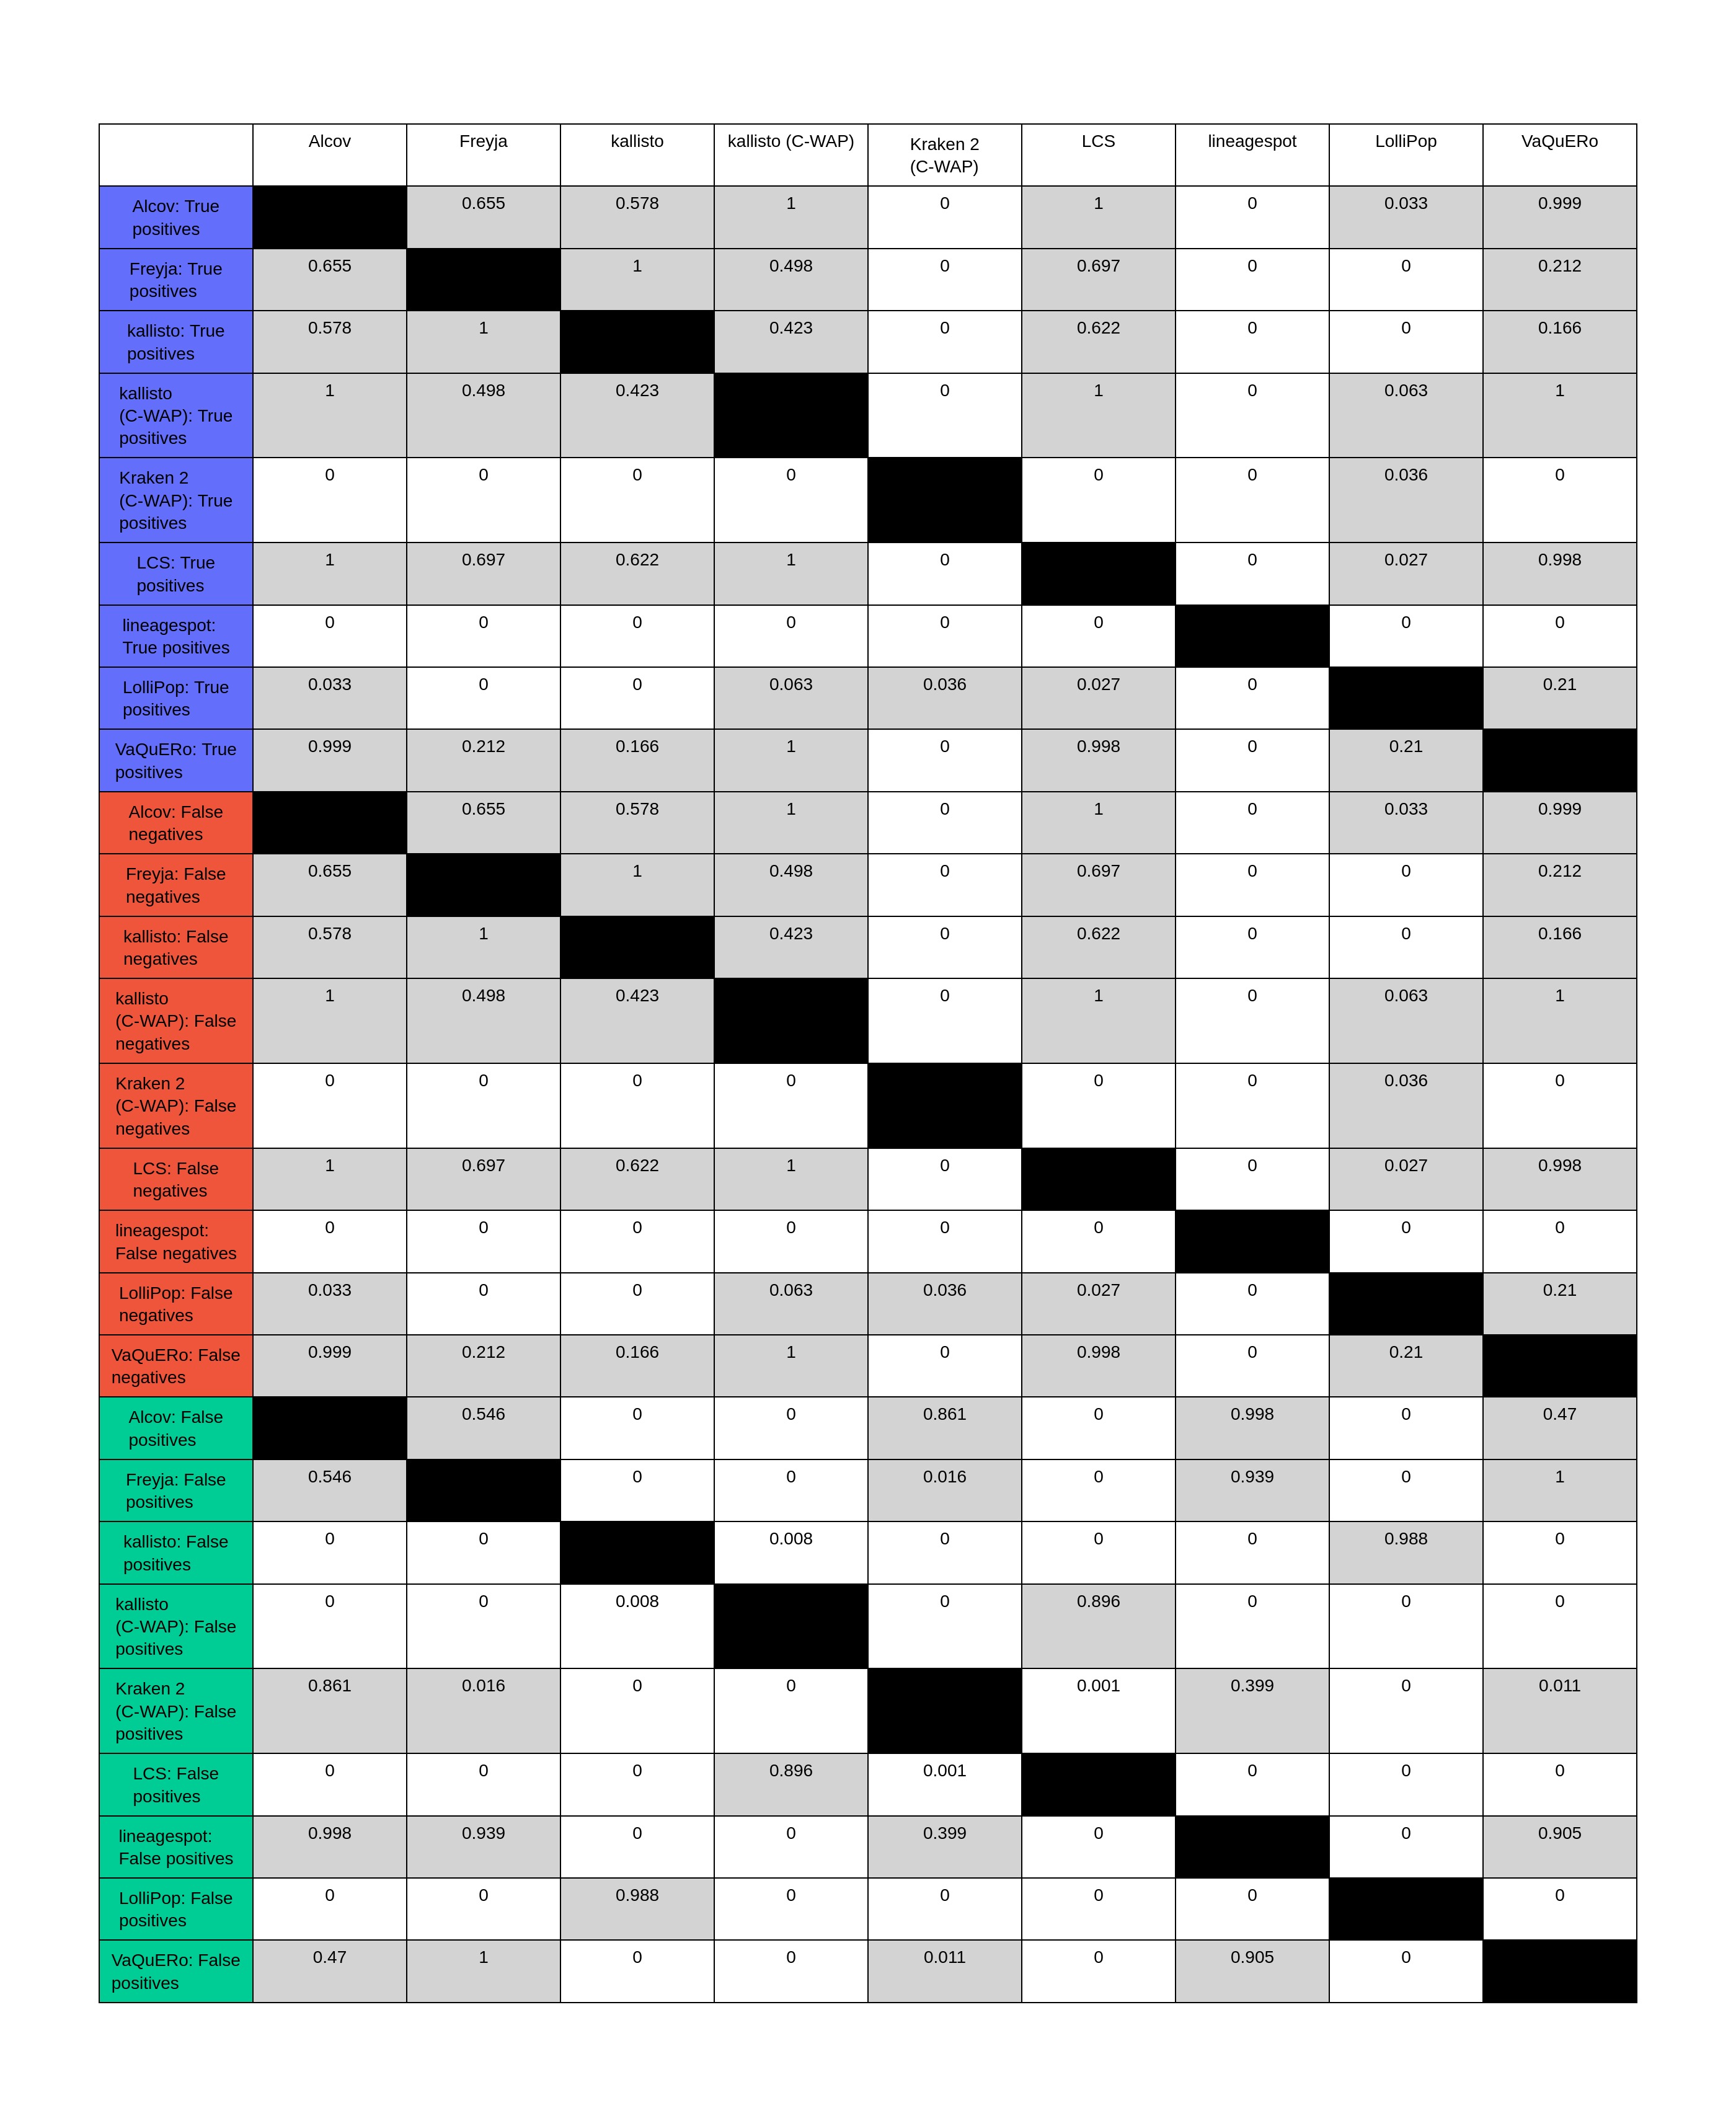 Alcov Freyja kallisto kallisto (C-WAP) Kraken 2 LCS lineagespot LolliPop VaQuERo
(C-WAP)
Alcov: True 0.655 0.578 1 0 1 0 0.033 0.999
positives
Freyja: True 0.655 1 0.498 0 0.697 0 0 0.212
positives
kallisto: True 0.578 1 0.423 0 0.622 0 0 0.166
positives
kallisto 1 0.498 0.423 0 1 0 0.063 1
(C-WAP): True
positives
Kraken 2 0 0 0 0 0 0 0.036 0
(C-WAP): True
positives
LCS: True 1 0.697 0.622 1 0 0 0.027 0.998
positives
lineagespot: 0 0 0 0 0 0 0 0
True positives
LolliPop: True 0.033 0 0 0.063 0.036 0.027 0 0.21
positives
VaQuERo: True 0.999 0.212 0.166 1 0 0.998 0 0.21
positives
Alcov: False 0.655 0.578 1 0 1 0 0.033 0.999
negatives
Freyja: False 0.655 1 0.498 0 0.697 0 0 0.212
negatives
kallisto: False 0.578 1 0.423 0 0.622 0 0 0.166
negatives
kallisto 1 0.498 0.423 0 1 0 0.063 1
(C-WAP): False
negatives
Kraken 2 0 0 0 0 0 0 0.036 0
(C-WAP): False
negatives
LCS: False 1 0.697 0.622 1 0 0 0.027 0.998
negatives
lineagespot: 0 0 0 0 0 0 0 0
False negatives
LolliPop: False 0.033 0 0 0.063 0.036 0.027 0 0.21
negatives
VaQuERo: False 0.999 0.212 0.166 1 0 0.998 0 0.21
negatives
Alcov: False 0.546 0 0 0.861 0 0.998 0 0.47
positives
Freyja: False 0.546 0 0 0.016 0 0.939 0 1
positives
kallisto: False 0 0 0.008 0 0 0 0.988 0
positives
kallisto 0 0 0.008 0 0.896 0 0 0
(C-WAP): False
positives
Kraken 2 0.861 0.016 0 0 0.001 0.399 0 0.011
(C-WAP): False
positives
LCS: False 0 0 0 0.896 0.001 0 0 0
positives
lineagespot: 0.998 0.939 0 0 0.399 0 0 0.905
False positives
LolliPop: False 0 0 0.988 0 0 0 0 0
positives
VaQuERo: False 0.47 1 0 0 0.011 0 0.905 0
positives